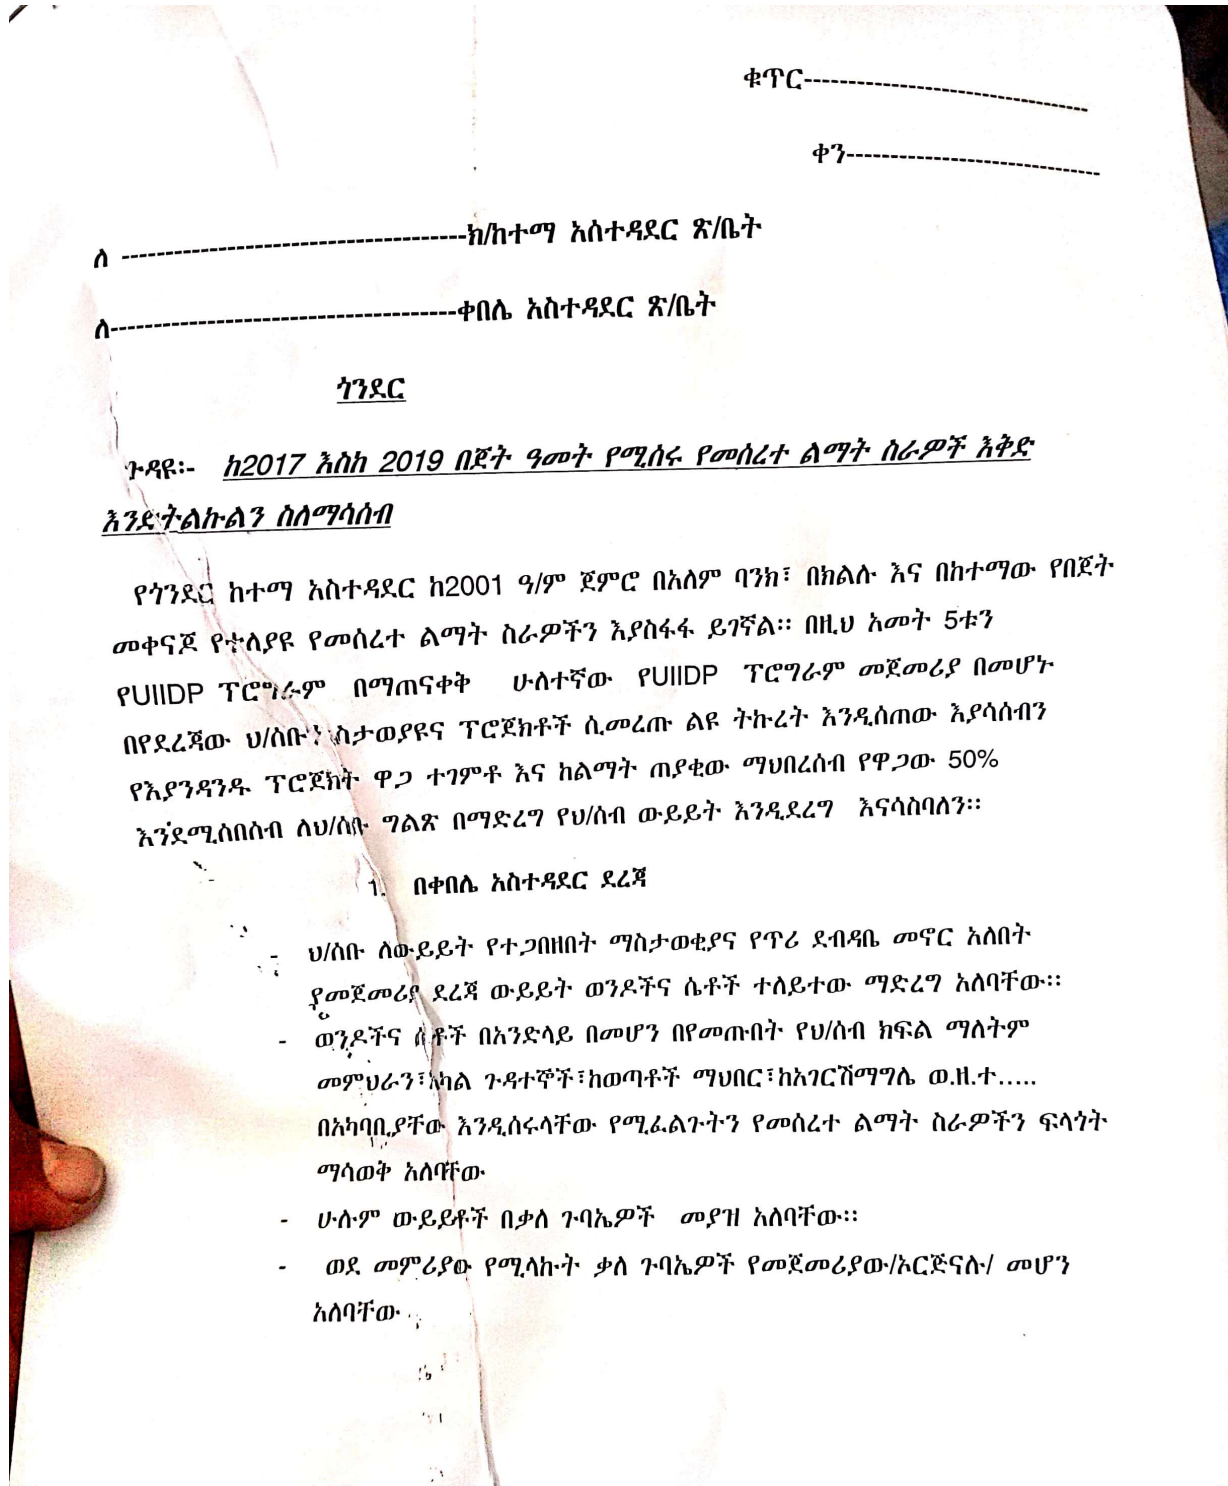 ቁጥር-----------------------------------
ቀን-------------------------------
ለ ---------------------------------------ክ/ከተማ አስተዳደር ጽ/ቤት
ለ---------------------------------------ቀበሌ አስተዳደር ጽ/ቤት
ጎንደር
ጉዳዩ፡- ከ2017 እስከ 2019 በጀት ዓመት የሚሰሩ የመሰረተ ልማት ስራዎች እቅድ
እንድትልኩልን ስለማሳሰብ
የጎንደር ከተማ አስተዳደር ከ2001 ዓ/ም ጀምሮ በአለም ባንክ፣ በክልሉ እና በከተማው የበጀት
መቀናጆ የተለያዩ የመሰረተ ልማት ስራዎችን እያስፋፋ ይገኛል፡፡ በዚህ አመት 5ቱን
የUIIDP ፕሮግራም በማጠናቀቅ ሁለተኛው የUIIDP ፕሮግራም መጀመሪያ በመሆኑ
በየደረጃው ህ/ሰቡን ስታወያዩና ፕሮጀክቶች ሲመረጡ ልዩ ትኩረት እንዲሰጠው እያሳሰብን
የእያንዳንዱ ፕሮጀክት ዋጋ ተገምቶ እና ከልማት ጠያቂው ማህበረሰብ የዋጋው 50%
እንደሚሰበሰብ ለህ/ሰቡ ግልጽ በማድረግ የህ/ሰብ ውይይት እንዲደረግ እናሳስባለን፡፡
1. በቀበሌ አስተዳደር ደረጃ
- ህ/ሰቡ ለውይይት የተጋበዘበት ማስታወቂያና የጥሪ ደብዳቤ መኖር አለበት
የመጀመሪያ ደረጃ ውይይት ወንዶችና ሴቶች ተለይተው ማድረግ አለባቸው፡፡
- ወንዶችና ሴቶች በአንድላይ በመሆን በየመጡበት የህ/ሰብ ክፍል ማለትም
መምህራን፣አካል ጉዳተኞች፣ከወጣቶች ማህበር፣ከአገርሽማግሌ ወ.ዘ.ተ.....
በአካባቢያቸው እንዲሰሩላቸው የሚፈልጉትን የመሰረተ ልማት ስራዎችን ፍላጎት
ማሳወቅ አለባቸው
- ሁሉም ውይይቶች በቃለ ጉባኤዎች መያዝ አለባቸው፡፡
- ወደ መምሪያው የሚላኩት ቃለ ጉባኤዎች የመጀመሪያው/ኦርጅናሉ/ መሆን
አለባቸው